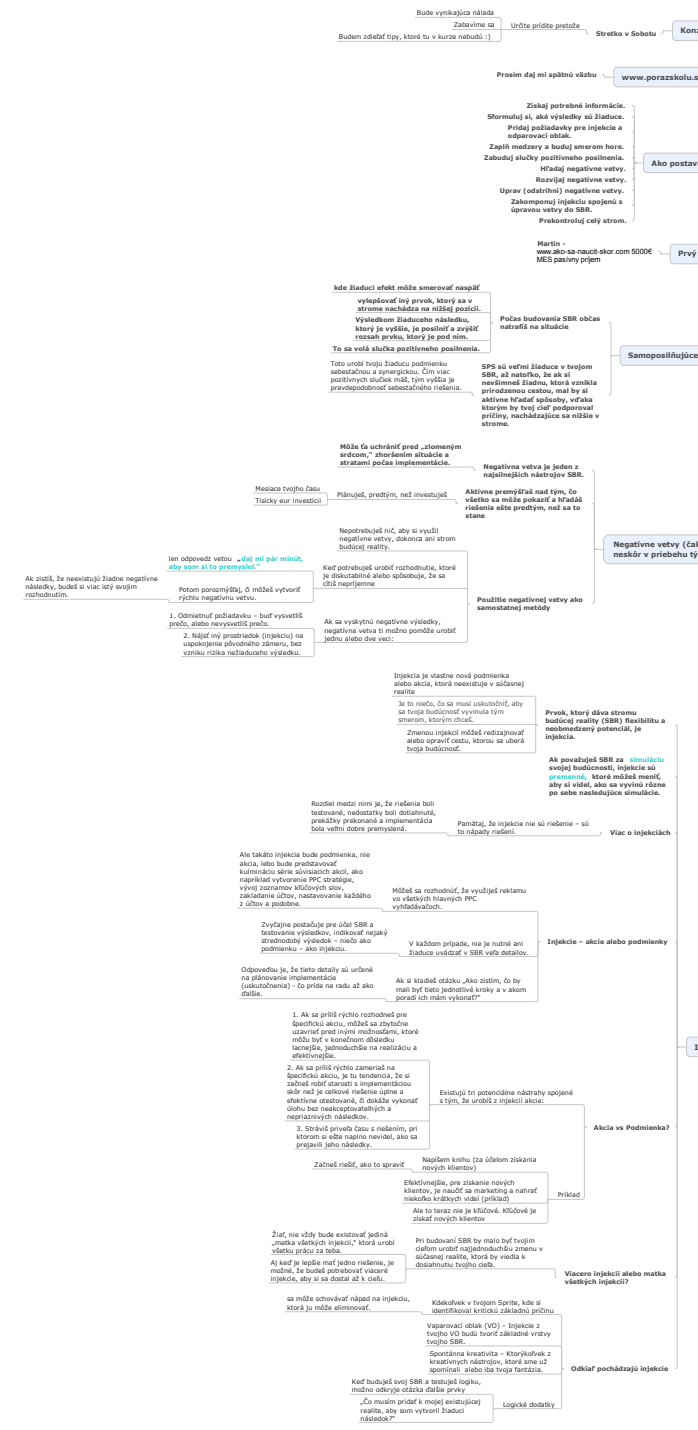 Bude vynikajúca nálada
Zabavíme sa
Budem zdieľať tipy, ktoré tu v kurze nebudú :)
Určite prídite pretože
Stretko v Sobotu
Konz
Prosím daj mi spätnú väzbu
www.porazskolu.s
Získaj potrebné informácie.
Sformuluj si, aké výsledky sú žiaduce.
Pridaj požiadavky pre injekcie a
odparovací oblak.
Zaplň medzery a buduj smerom hore.
Zabuduj slučky pozitívneho posilnenia.
Hľadaj negatívne vetvy.
Rozvíjaj negatívne vetvy.
Uprav (odstrihni) negatívne vetvy.
Zakomponuj injekciu spojenú s
úpravou vetvy do SBR.
Prekontroluj celý strom.
Ako postavi
Martin –
www.ako-sa-naucit-skor.com 5000€
MES pasívny príjem
Prvý
kde žiaduci efekt môže smerovať naspäť
vylepšovať iný prvok, ktorý sa v
strome nachádza na nižšej pozícii.
Výsledkom žiaduceho následku,
ktorý je vyššie, je posilniť a zvýšiť
rozsah prvku, ktorý je pod ním.
To sa volá slučka pozitívneho posilnenia.
Počas budovania SBR občas
natrafíš na situácie
Toto urobí tvoju žiaducu podmienku
sebestačnou a synergickou. Čím viac
pozitívnych slučiek máš, tým vyššia je
pravdepodobnosť sebestačného riešenia.
SPS sú veľmi žiaduce v tvojom
SBR, až natoľko, že ak si
nevšimneš žiadnu, ktorá vznikla
prirodzenou cestou, mal by si
aktívne hľadať spôsoby, vďaka
ktorým by tvoj cieľ podporoval
príčiny, nachádzajúce sa nižšie v
strome.
Samoposilňujúce
Môže ťa uchrániť pred „zlomeným
srdcom,“ zhoršením situácie a
stratami počas implementácie.
Negatívna vetva je jeden z
najsilnejších nástrojov SBR.
Mesiace tvojho času
Tisícky eur investícií
Plánuješ, predtým, než investuješ
Aktívne premýšľaš nad tým, čo
všetko sa môže pokaziť a hľadáš
riešenia ešte predtým, než sa to
stane
Nepotrebuješ nič, aby si využil
negatívne vetvy, dokonca ani strom
budúcej reality.
len odpovedz vetou „daj mi pár minút,
aby som si to premyslel.“
Ak zistíš, že neexistujú žiadne negatívne
následky, budeš si viac istý svojim
rozhodnutím.
Potom porozmýšľaj, či môžeš vytvoriť
rýchlu negatívnu vetvu.
Keď potrebuješ urobiť rozhodnutie, ktoré
je diskutabilné alebo spôsobuje, že sa
cítiš nepríjemne
1. Odmietnuť požiadavku – buď vysvetlíš
prečo, alebo nevysvetlíš prečo.
2. Nájsť iný prostriedok (injekciu) na
uspokojenie pôvodného zámeru, bez
vzniku rizika nežiaduceho výsledku.
Ak sa vyskytnú negatívne výsledky,
negatívna vetva ti možno pomôže urobiť
jednu alebo dve veci:
Použitie negatívnej vetvy ako
samostatnej metódy
Negatívne vetvy (čak
neskôr v priebehu tý
Injekcia je vlastne nová podmienka
alebo akcia, ktorá neexistuje v súčasnej
realite
Je to niečo, čo sa musí uskutočniť, aby
sa tvoja budúcnosť vyvinula tým
smerom, ktorým chceš.
Zmenou injekcií môžeš redizajnovať
alebo opraviť cestu, ktorou sa uberá
tvoja budúcnosť.
Prvok, ktorý dáva stromu
budúcej reality (SBR) flexibilitu a
neobmedzený potenciál, je
injekcia.
Ak považuješ SBR za simuláciu
svojej budúcnosti, injekcie sú
premenné, ktoré môžeš meniť,
aby si videl, ako sa vyvinú rôzne
po sebe nasledujúce simulácie.
Rozdiel medzi nimi je, že riešenia boli
testované, nedostatky boli dotiahnuté,
prekážky prekonané a implementácia
bola veľmi dobre premyslená.
Pamätaj, že injekcie nie sú riešenie – sú
to nápady riešení.
Viac o injekciách
Ale takáto injekcia bude podmienka, nie
akcia, lebo bude predstavovať
kulmináciu série súvisiacich akcií, ako
napríklad vytvorenie PPC stratégie,
vývoj zoznamov kľúčových slov,
zakladanie účtov, nastavovanie každého
z účtov a podobne.
Môžeš sa rozhodnúť, že využiješ reklamu
vo všetkých hlavných PPC
vyhľadávačoch.
Zvyčajne postačuje pre účel SBR a
testovanie výsledkov, indikovať nejaký
strednodobý výsledok – niečo ako
podmienku – ako injekciu.
V každom prípade, nie je nutné ani
žiaduce uvádzať v SBR veľa detailov.
Odpoveďou je, že tieto detaily sú určené
na plánovanie implementácie
(uskutočnenia) - čo príde na radu až ako
ďalšie.
Ak si kladieš otázku „Ako zistím, čo by
mali byť tieto jednotlivé kroky a v akom
poradí ich mám vykonať?“
Injekcie – akcie alebo podmienky
1. Ak sa príliš rýchlo rozhodneš pre
špecifickú akciu, môžeš sa zbytočne
uzavrieť pred inými možnosťami, ktoré
môžu byť v konečnom dôsledku
lacnejšie, jednoduchšie na realizáciu a
efektívnejšie.
2. Ak sa príliš rýchlo zameriaš na
špecifickú akciu, je tu tendencia, že si
začneš robiť starosti s implementáciou
skôr než je celkové riešenie úplne a
efektívne otestované, či dokáže vykonať
úlohu bez neakceptovateľných a
nepriaznivých následkov.
3. Stráviš priveľa času s riešením, pri
ktorom si ešte naplno nevidel, ako sa
prejavili jeho následky.
Existujú tri potenciálne nástrahy spojené
s tým, že urobíš z injekcií akcie:
Začneš riešiť, ako to spraviť
Napíšem knihu (za účelom získania
nových klientov)
Efektívnejšie, pre získanie nových
klientov, je naučiť sa marketing a nahrať
niekoľko krátkych videí (príklad)
Ale to teraz nie je kľúčové. Kľúčové je
získať nových klientov
Príklad
Akcia vs Podmienka?
Žiaľ, nie vždy bude existovať jediná
„matka všetkých injekcií,“ ktorá urobí
všetku prácu za teba.
Aj keď je lepšie mať jedno riešenie, je
možné, že budeš potrebovať viaceré
injekcie, aby si sa dostal až k cieľu.
Pri budovaní SBR by malo byť tvojim
cieľom urobiť najjednoduchšiu zmenu v
súčasnej realite, ktorá by viedla k
dosiahnutiu tvojho cieľa.
Viacero injekcií alebo matka
všetkých injekcií?
sa môže schovávať nápad na injekciu,
ktorá ju môže eliminovať.
Kdekoľvek v tvojom Sprite, kde si
identifikoval kritickú základnú príčinu
Vaparovací oblak (VO) – Injekcie z
tvojho VO budú tvoriť základné vrstvy
tvojho SBR.
Spontánna kreativita – Ktorýkoľvek z
kreatívnych nástrojov, ktoré sme už
spomínali alebo iba tvoja fantázia.
Keď buduješ svoj SBR a testuješ logiku,
možno odkryje otázka ďalšie prvky
„Čo musím pridať k mojej existujúcej
realite, aby som vytvoril žiaduci
následok?“
Logické dodatky
Odkiaľ pochádzajú injekcie